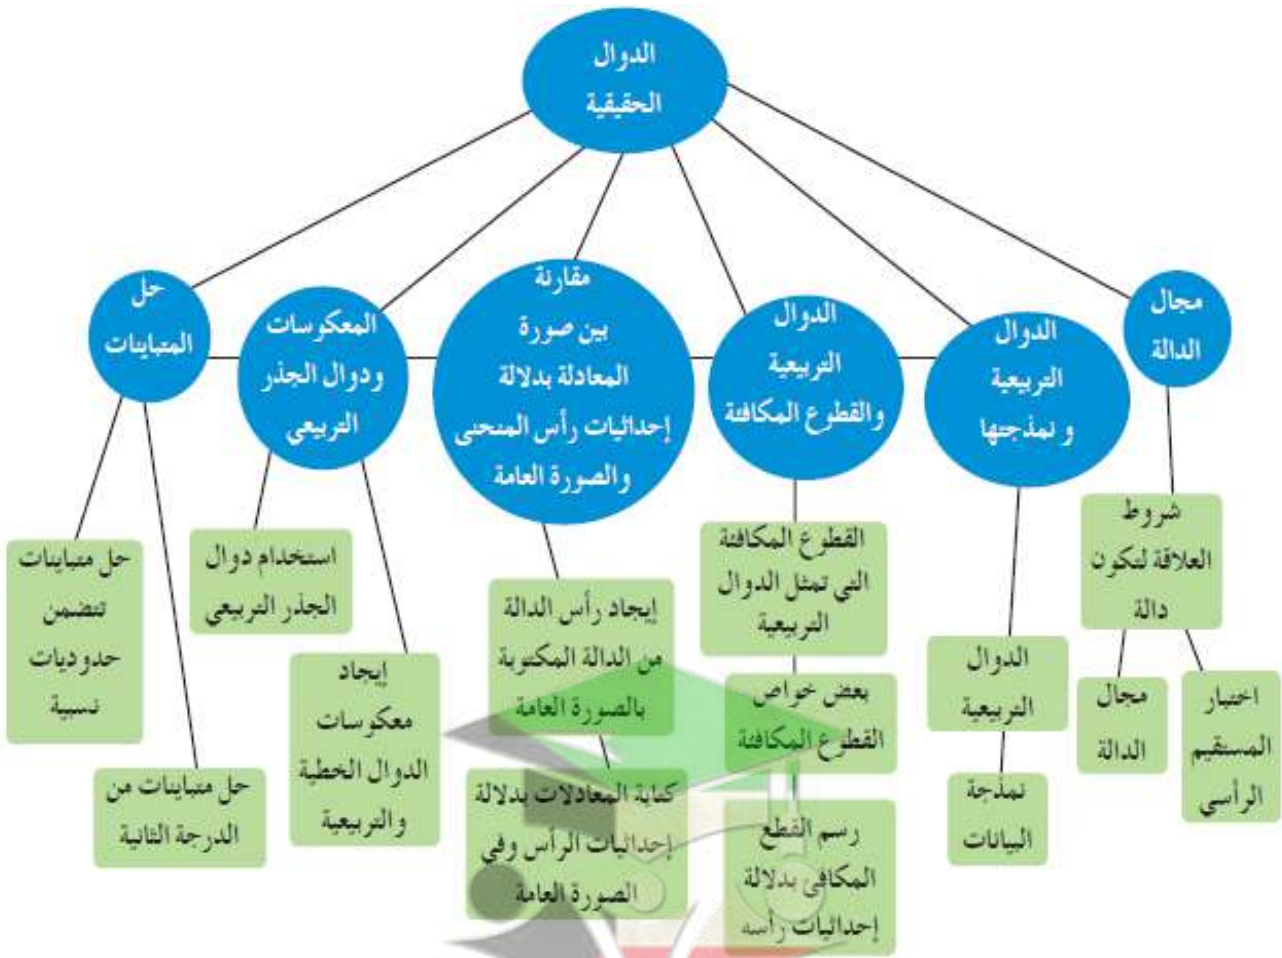 الدوال
الحقيقية
مجال
الدالة
الدوال
التربيعية
و نمذجتها
الدوال
التربيعية
والقطوع المكافئة
مقارنة
بين صورة
المعادلة بدلالة
إحداثيات رأس المنحنى
والصورة العامة
المعكوسات
ودوال الجذر
التربيعي
حل
المتباينات
شروط
العلاقة لتكون
دالة
اختبار
المستقيم
الرأسي
مجال
الدالة
الدوال
التربيعية
نمذجة
البيانات
القطوع المكافئة
التي تمثل الدوال
التربيعية
بعض خواص
القطوع المكافئة
رسم القطع
المكافئ بدلالة
إحداثيات رأسه
إيجاد رأس الدالة
من الدالة المكتوبة
بالصورة العامة
كتابة المعادلات بدلالة
إحداثيات الرأس وفي
الصورة العامة
استخدام دوال
الجذر التربيعي
إيجاد
معكوسات
الدوال الخطية
والتربيعية
حل متباينات
تتضمن
حدوديات
نسبية
حل متباينات من
الدرجة الثانية